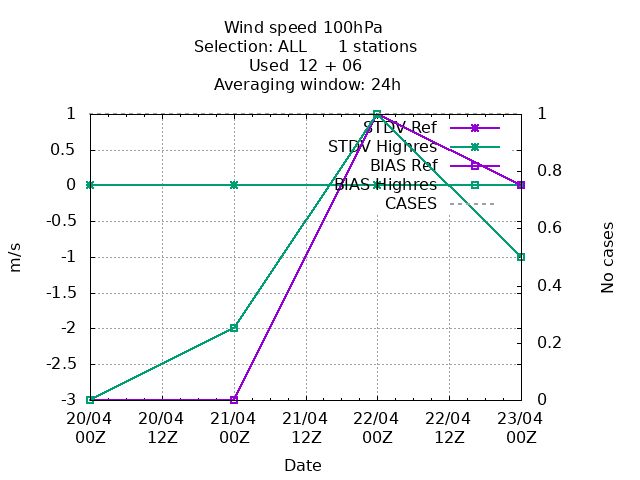 Wind speed 100hPa
Selection: ALL 1 stations
Used 12 + 06
Averaging window: 24h
1 1
STDV Ref
STDV Highres
0.5
BIAS Ref
0.8
0
BIAS Highres
CASES
-0.5
0.6
-1
-1.5
0.4
-2
0.2
-2.5
-3 0
m/s
No cases
20/04 20/04 21/04 21/04 22/04 22/04 23/04
00Z 12Z 00Z 12Z 00Z 12Z 00Z
Date